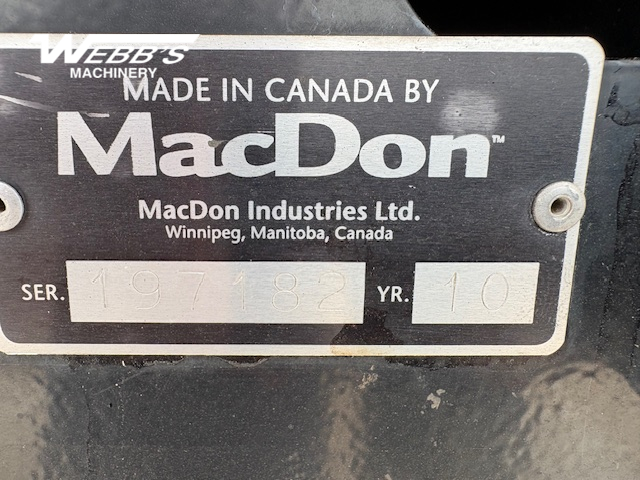 WEBB'S
MACHINERY
MADE IN CANADA BY
MacDon™
MacDon Industries Ltd.
Winnipeg, Manitoba, Canada
SER. 197182 YR. 10